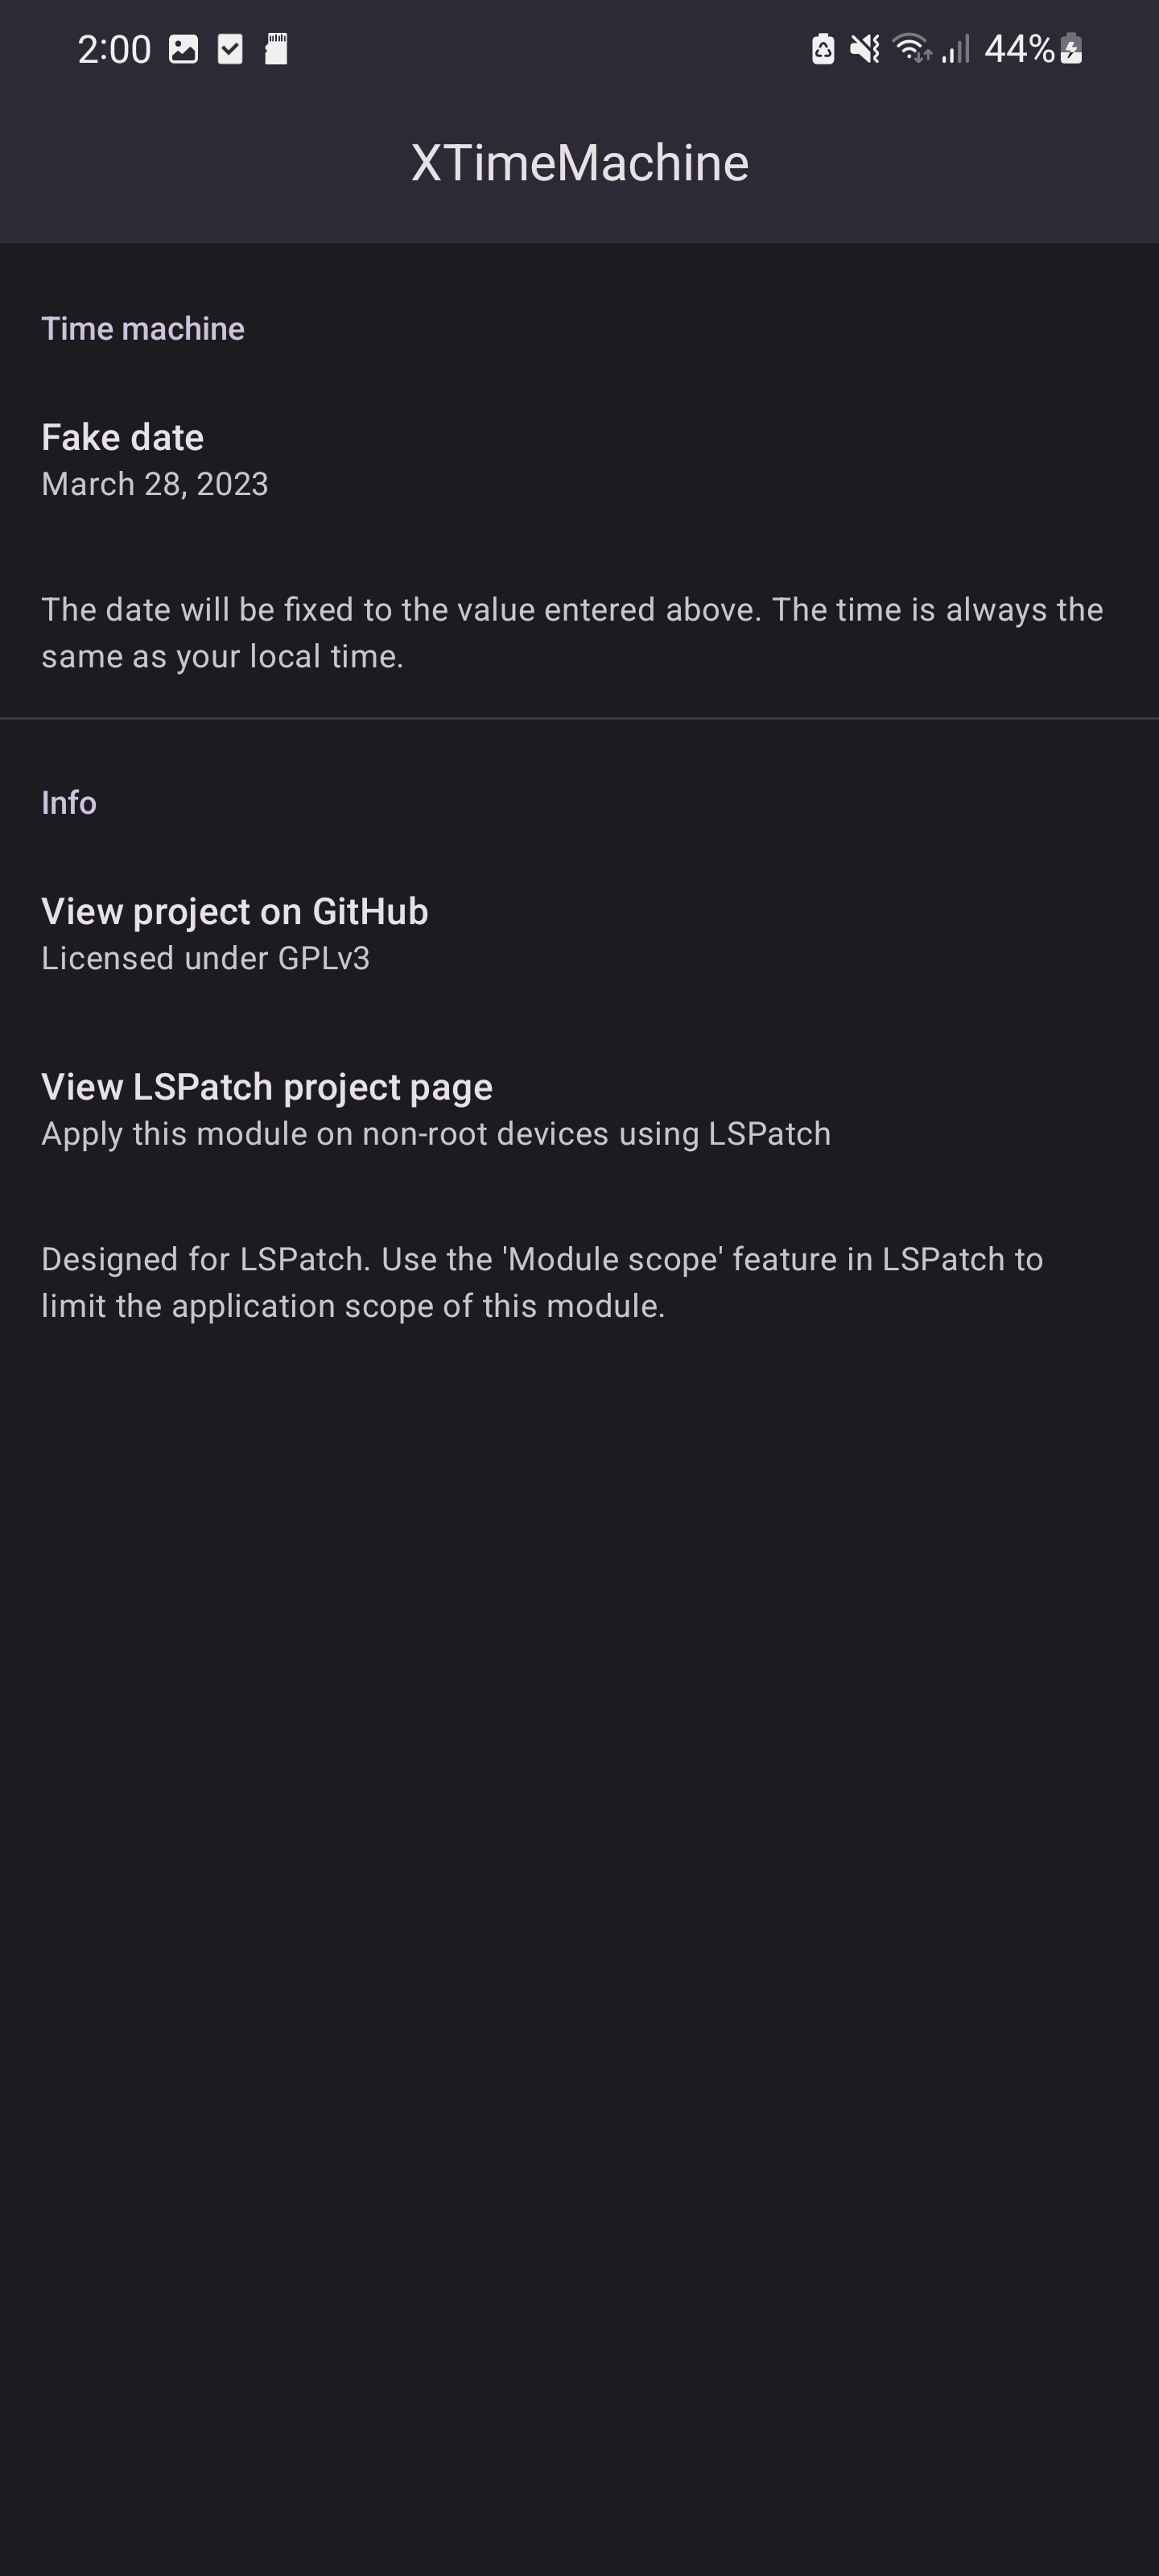 2:00
44%
XTimeMachine
Time machine
Fake date
March 28, 2023
The date will be fixed to the value entered above. The time is always the
same as your local time.
Info
View project on GitHub
Licensed under GPLv3
View LSPatch project page
Apply this module on non-root devices using LSPatch
Designed for LSPatch. Use the 'Module scope' feature in LSPatch to
limit the application scope of this module.